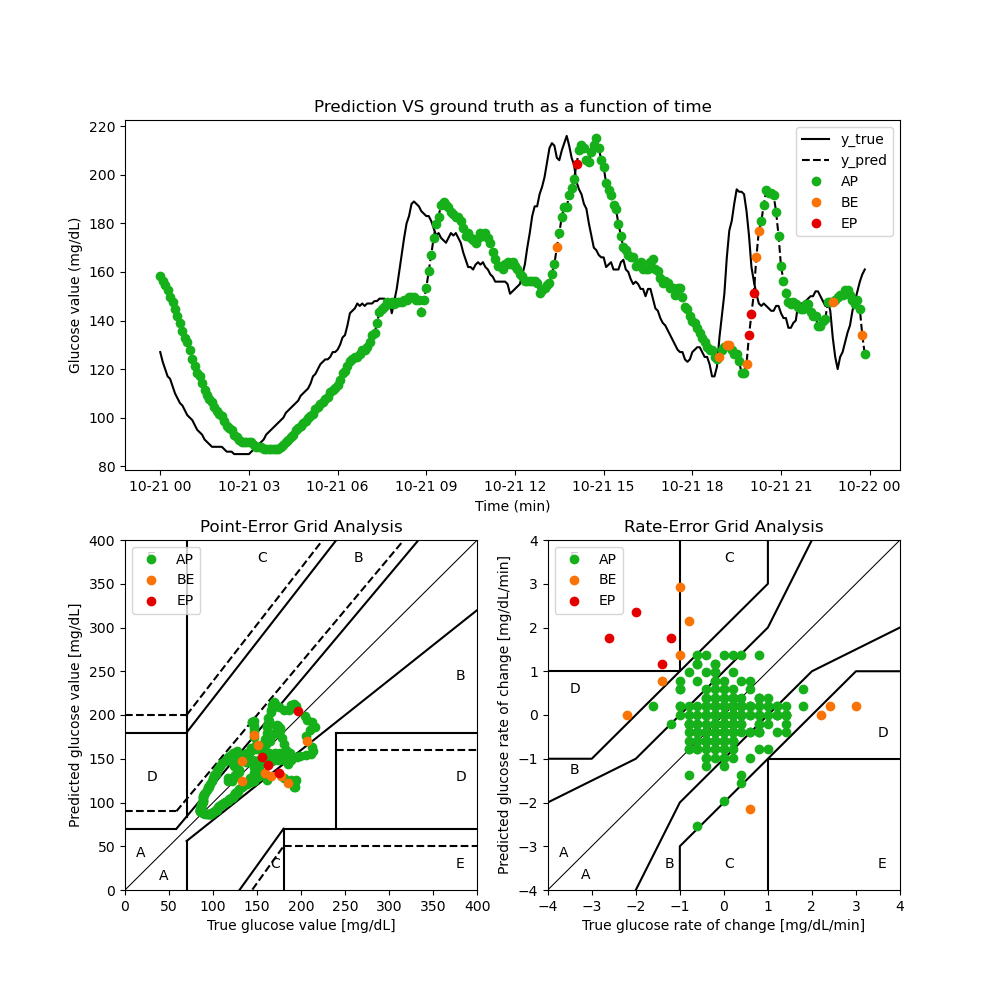 Prediction VS ground truth as a function of time
Glucose value (mg/dL)
220
200
180
160
140
120
100
80
y_true
y_pred
AP
BE
EP
10-21 00 10-21 03 10-21 06 10-21 09 10-21 12 10-21 15 10-21 18 10-21 21 10-22 00
Time (min)
Point-Error Grid Analysis
Predicted glucose value [mg/dL]
400
350
300
250
200
150
100
50
0
AP
BE
EP
C
B
B
D
D
A
A
C
E
0 50 100 150 200 250 300 350 400
True glucose value [mg/dL]
Rate-Error Grid Analysis
Predicted glucose rate of change [mg/dL/min]
4
3
2
1
0
−1
−2
−3
−4
AP
BE
EP
C
D
D
B
A
A
B
C
E
−4 −3 −2 −1 0 1 2 3 4
True glucose rate of change [mg/dL/min]